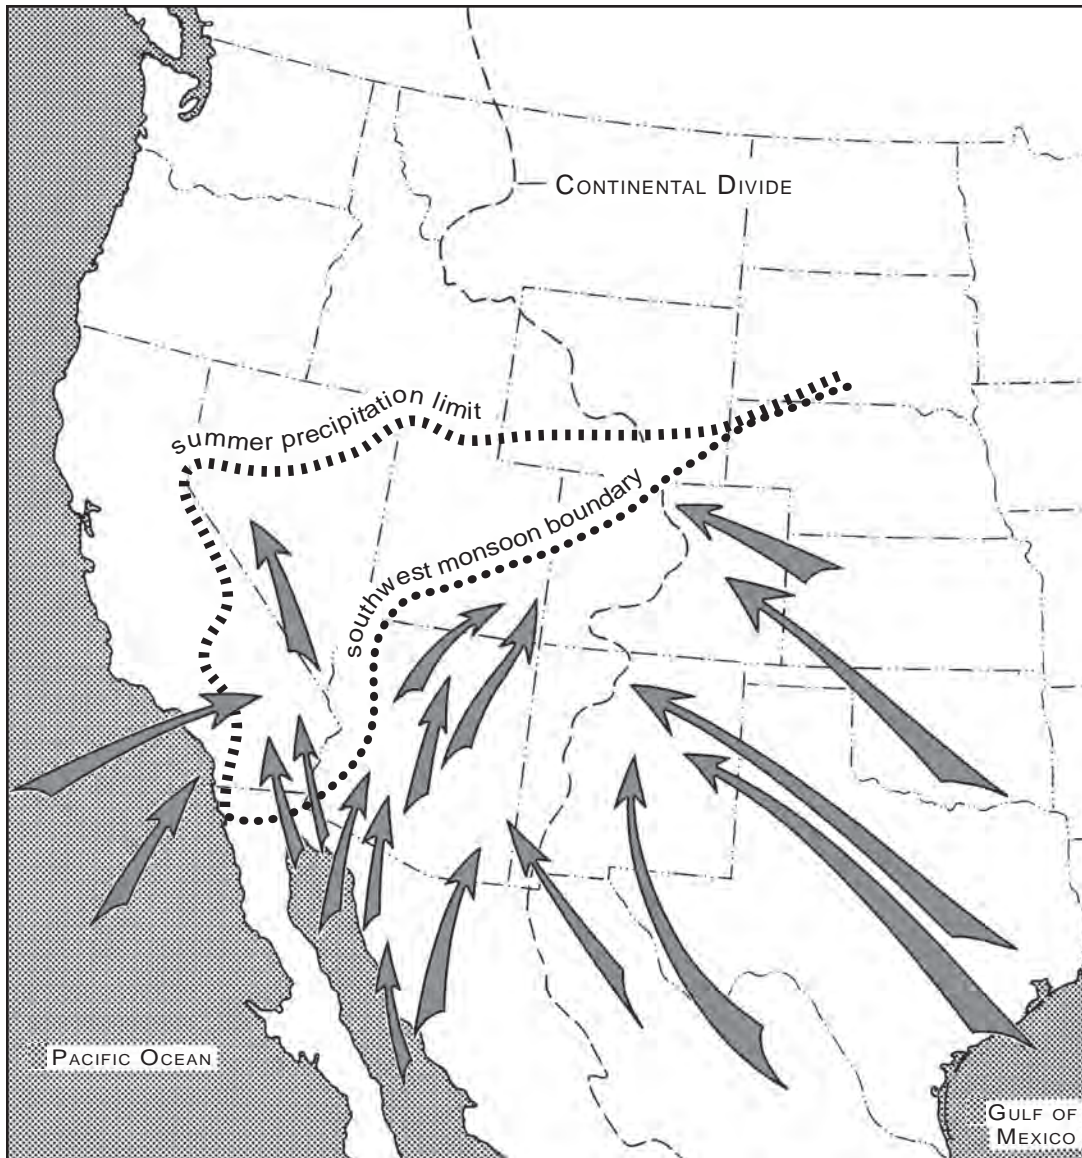 CONTINENTAL DIVIDE
summer precipitation limit
southwest monsoon boundary
PACIFIC OCEAN
GULF OF
MEXICO